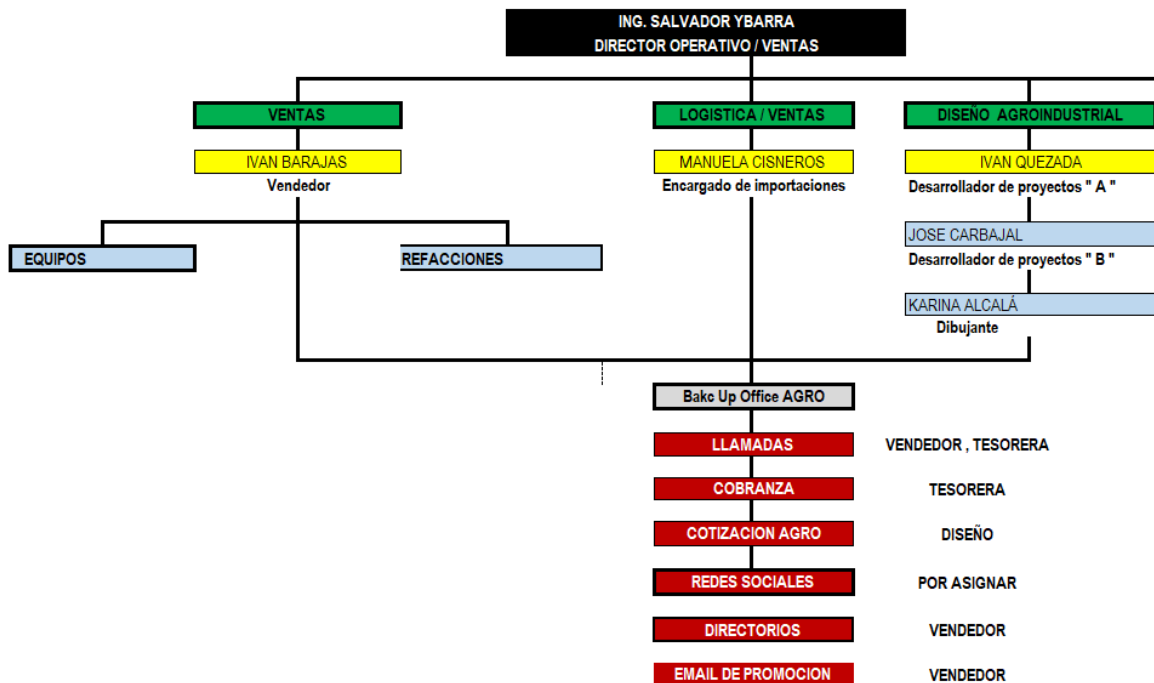 ING. SALVADOR YBARRA
DIRECTOR OPERATIVO / VENTAS
VENTAS
LOGISTICA / VENTAS
DISEÑO AGROINDUSTRIAL
IVAN BARAJAS
MANUELA CISNEROS
IVAN QUEZADA
Vendedor
Encargado de importaciones
Desarrollador de proyectos " A "
JOSE CARBAJAL
EQUIPOS
REFACCIONES
Desarrollador de proyectos " B "
KARINA ALCALÁ
Dibujante
Bakc Up Office AGRO
LLAMADAS
VENDEDOR , TESORERA
COBRANZA
TESORERA
COTIZACION AGRO
DISEÑO
REDES SOCIALES
POR ASIGNAR
DIRECTORIOS
VENDEDOR
EMAIL DE PROMOCION
VENDEDOR